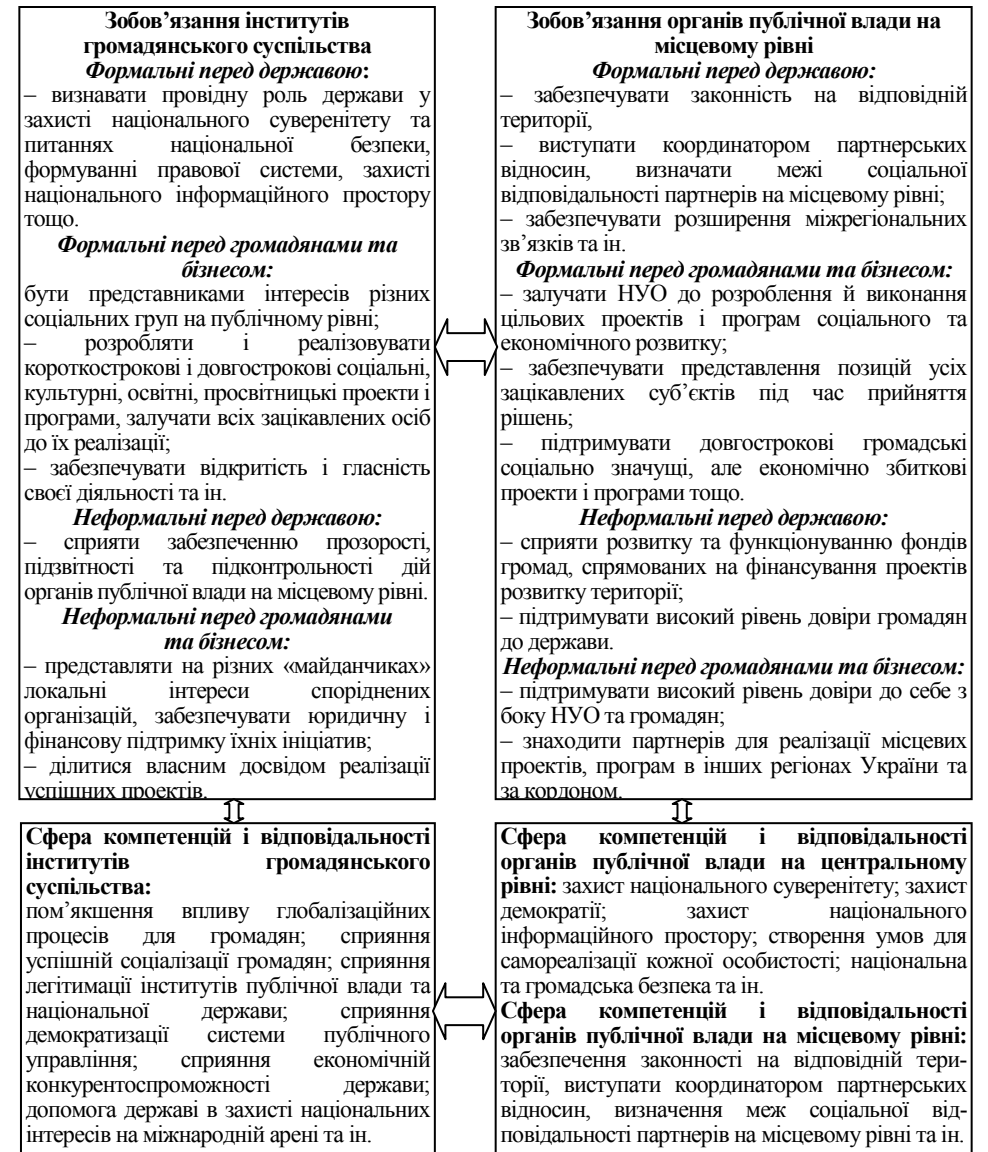 Зобов’язання інститутів
громадянського суспільства
Формальні перед державою:
– визнавати провідну роль держави у
захисті національного суверенітету та
питаннях національної безпеки,
формуванні правової системи, захисті
національного інформаційного простору
тощо.
Формальні перед громадянами та
бізнесом:
бути представниками інтересів різних
соціальних груп на публічному рівні;
– розробляти і реалізовувати
короткострокові і довгострокові соціальні,
культурні, освітні, просвітницькі проекти і
програми, залучати всіх зацікавлених осіб
до їх реалізації;
– забезпечувати відкритість і гласність
своєї діяльності та ін.
Неформальні перед державою:
– сприяти забезпеченню прозорості,
підзвітності та підконтрольності дій
органів публічної влади на місцевому рівні.
Неформальні перед громадянами
та бізнесом:
– представляти на різних «майданчиках»
локальні інтереси споріднених
організацій, забезпечувати юридичну і
фінансову підтримку їхніх ініціатив;
– ділитися власним досвідом реалізації
успішних проектів.
Зобов’язання органів публічної влади на
місцевому рівні
Формальні перед державою:
– забезпечувати законність на відповідній
території,
– виступати координатором партнерських
відносин, визначати межі соціальної
відповідальності партнерів на місцевому рівні;
– забезпечувати розширення міжрегіональних
зв’язків та ін.
Формальні перед громадянами та бізнесом:
– залучати НУО до розроблення й виконання
цільових проектів і програм соціального та
економічного розвитку;
– забезпечувати представлення позицій усіх
зацікавлених суб’єктів під час прийняття
рішень;
– підтримувати довгострокові громадські
соціально значущі, але економічно збиткові
проекти і програми тощо.
Неформальні перед державою:
– сприяти розвитку та функціонуванню фондів
громад, спрямованих на фінансування проектів
розвитку території;
– підтримувати високий рівень довіри громадян
до держави.
Неформальні перед громадянами та бізнесом:
– підтримувати високий рівень довіри до себе з
боку НУО та громадян;
– знаходити партнерів для реалізації місцевих
проектів, програм в інших регіонах України та
за кордоном.
Сфера компетенцій і відповідальності
інститутів громадянського
суспільства:
пом’якшення впливу глобалізаційних
процесів для громадян; сприяння
успішній соціалізації громадян; сприяння
легітимації інститутів публічної влади та
національної держави; сприяння
демократизації системи публічного
управління; сприяння економічній
конкурентоспроможності держави;
допомога державі в захисті національних
інтересів на міжнародній арені та ін.
Сфера компетенцій і відповідальності
органів публічної влади на центральному
рівні: захист національного суверенітету; захист
демократії; захист національного
інформаційного простору; створення умов для
самореалізації кожної особистості; національна
та громадська безпека та ін.
Сфера компетенцій і відповідальності
органів публічної влади на місцевому рівні:
забезпечення законності на відповідній тери-
торії, виступати координатором партнерських
відносин, визначення меж соціальної від-
повідальності партнерів на місцевому рівні та ін.